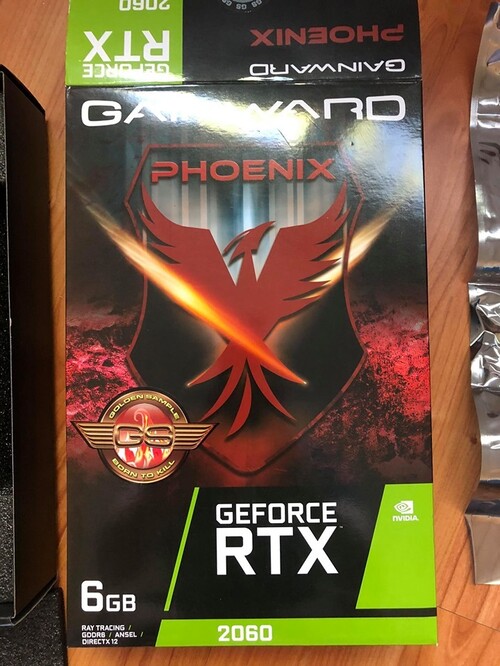 2060
GEFORCE
RTX
PHOENIX
GAINWARD
GAINWARD
PHOENIX
GOLDEN SAMPLE
GS
BORN TO KILL
GEFORCE
RTX
NVIDIA
6GB
RAY TRACING /
GDDR6 / ANSEL /
DIRECTX 12
2060